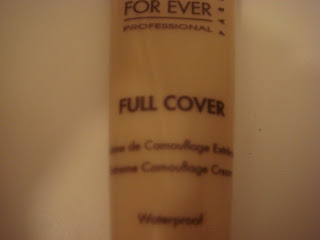 FOR EVER
PROFESSIONAL
FULL COVER
de Camouflage
Camouflage Cream
Waterproof